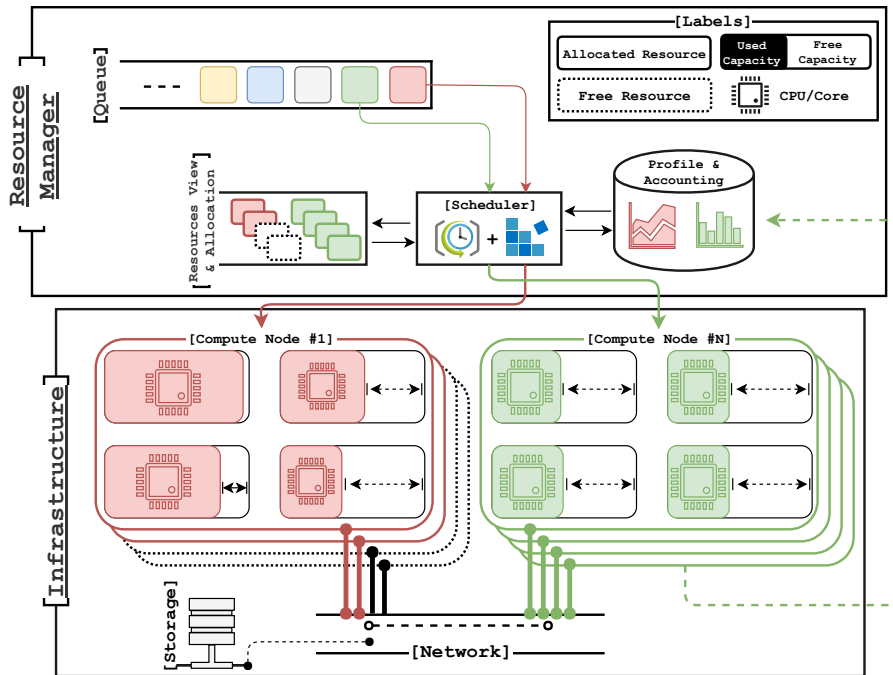 [Labels]
Allocated Resource
Used
Capacity
Free
Capacity
Free Resource
CPU/Core
Resource
Manager
[Queue]
[Resources View
& Allocation]
[Scheduler]
+
Profile &
Accounting
[Infrastructure]
[Compute Node #1]
[Compute Node #N]
[Storage]
[Network]